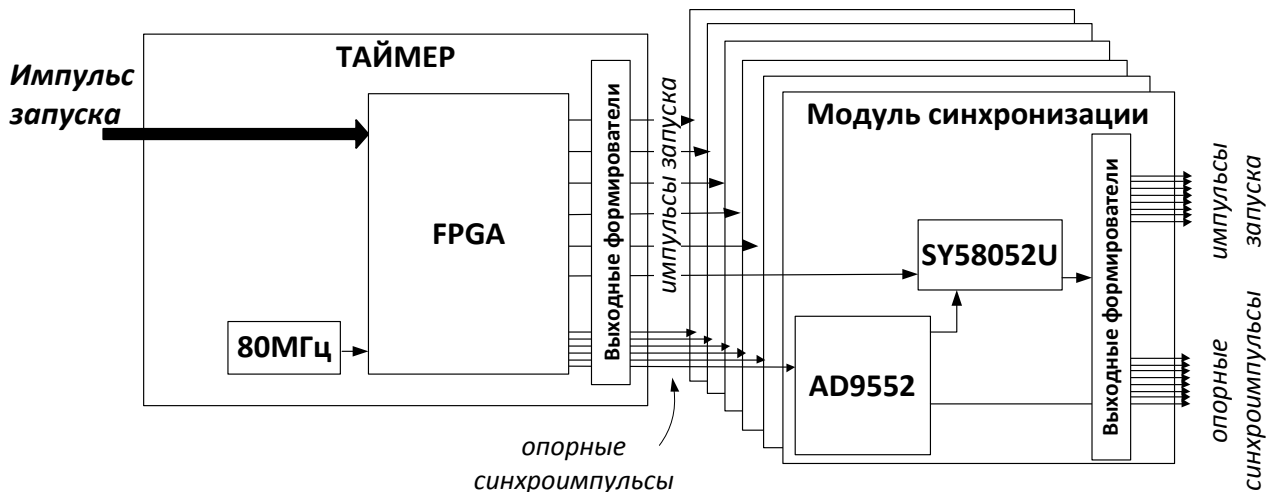 ТАЙМЕР
Импульс
запуска
FPGA
80МГц
Выходные формирователи
импульсы запуска
опорные
синхроимпульсы
Модуль синхронизации
SY58052U
AD9552
Выходные формирователи
импульсы
запуска
опорные
синхроимпульсы